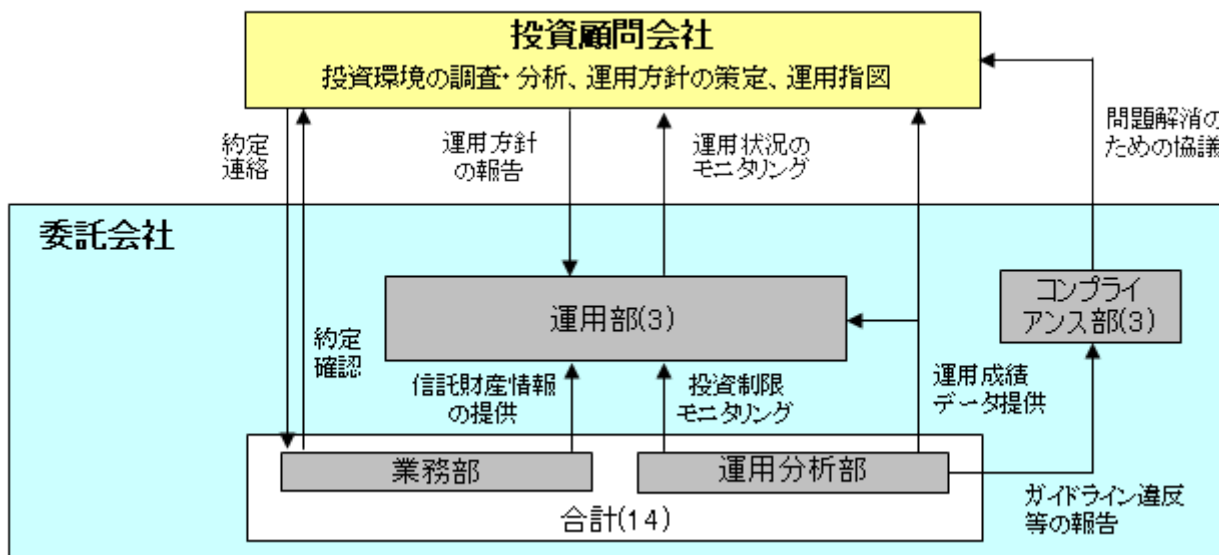 投資顧問会社
投資環境の調査・分析、運用方針の策定、運用指図
約定
連絡
運用方針
の報告
運用状況の
モニタリング
問題解消の
ための協議
委託会社
運用部(3)
コンプライ
アンス部(3)
約定
確認
信託財産情報
の提供
投資制限
モニタリング
運用成績
データ提供
業務部
運用分析部
合計(14)
ガイドライン違反
等の報告